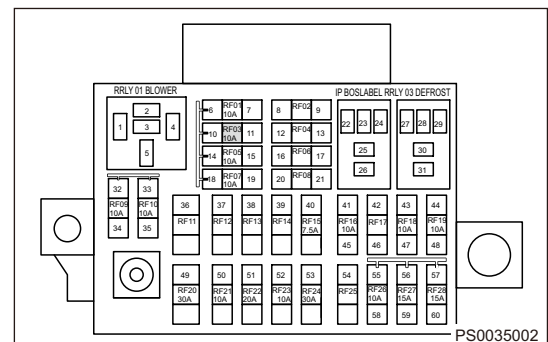 RRLY 01 BLOWER
IP BOSLABEL RRLY 03 DEFROST
1
2
3
4
5
6 RF01 10A 7
8 RF02 9
10 RF03 10A 11
12 RF04 13
14 RF05 10A 15
16 RF06 17
18 RF07 10A 19
20 RF08 21
22 23 24
25
26
27 28 29
30
31
32 33
RF09 10A RF10 10A
34 35
36 37 38 39 40 41 42 43 44
RF11 RF12 RF13 RF14 RF15 7.5A RF16 10A RF17 RF18 10A RF19 10A
45 46 47 48
49 50 51 52 53 54 55 56 57
RF20 30A RF21 10A RF22 20A RF23 10A RF24 30A RF25 RF26 10A RF27 15A RF28 15A
58 59 60
PS0035002